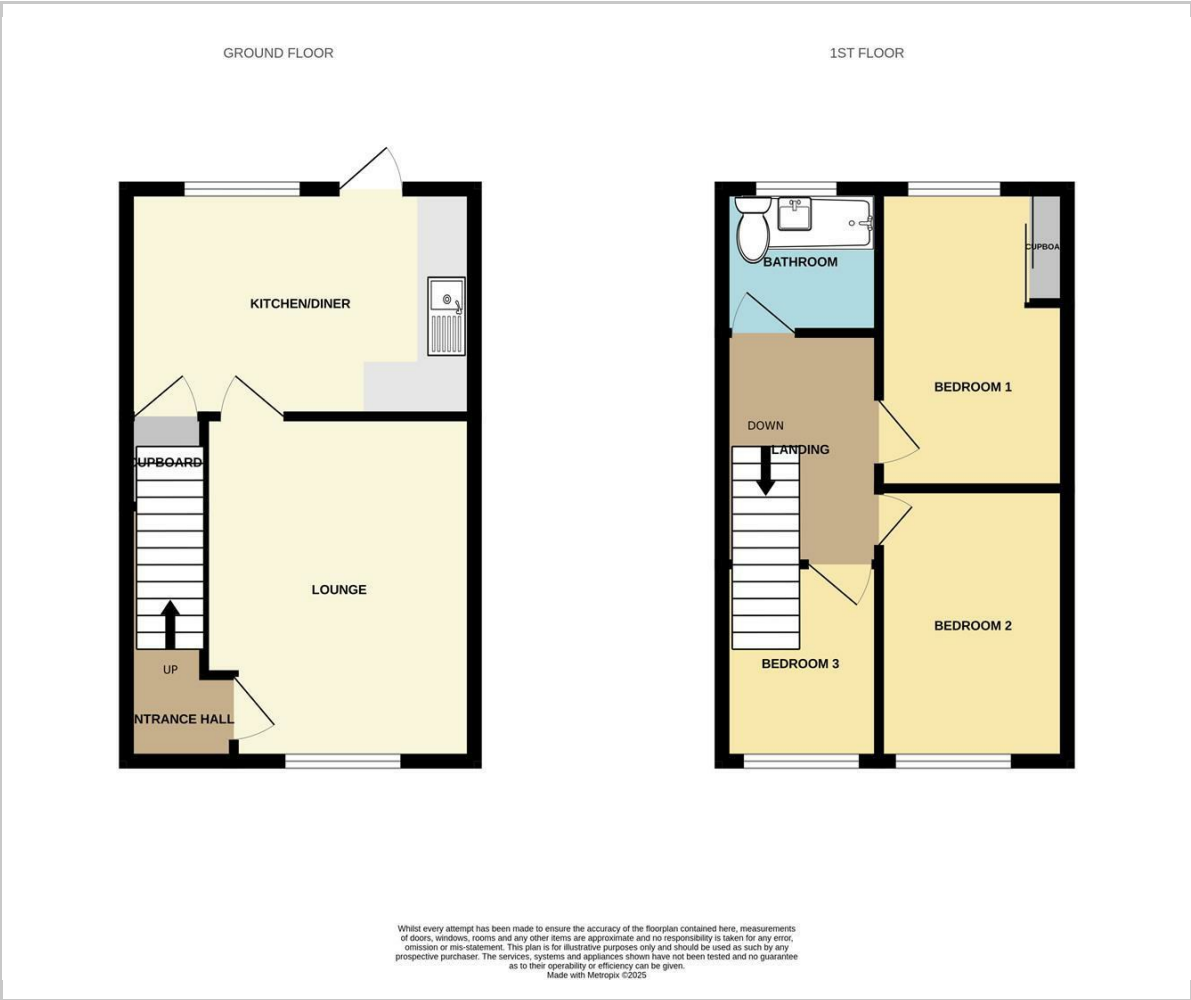 GROUND FLOOR
1ST FLOOR
KITCHEN/DINER
CUPBOARD
LOUNGE
UP
NTRANCE HALL
BATHROOM
CUPBOA
BEDROOM 1
DOWN
LANDING
BEDROOM 2
BEDROOM 3
Whilst every attempt has been made to ensure the accuracy of the floorplan contained here, measurements
of doors, windows, rooms and any other items are approximate and no responsibility is taken for any error,
omission or mis-statement. This plan is for illustrative purposes only and should be used as such by any
prospective purchaser. The services, systems and appliances shown have not been tested and no guarantee
as to their operability or efficiency can be given.
Made with Metropix ©2025